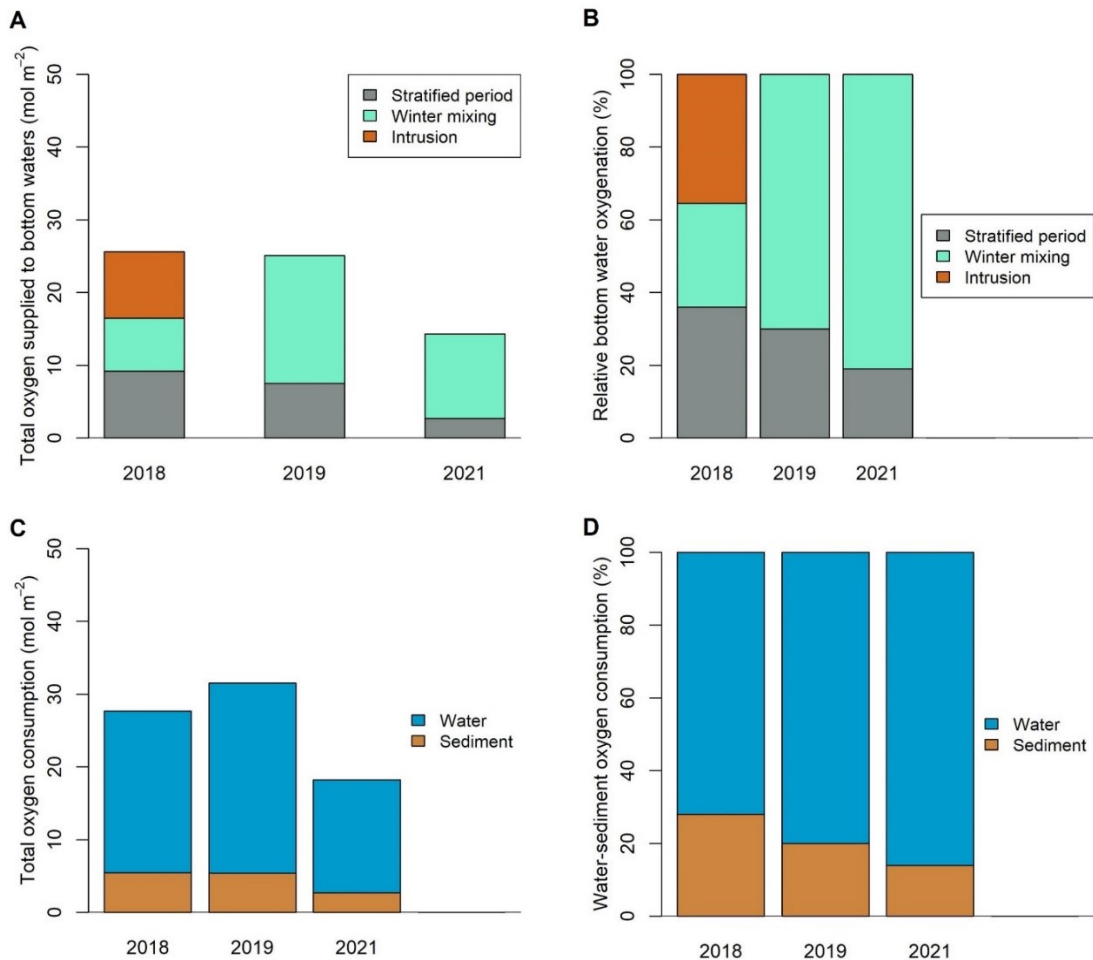 A
Total oxygen supplied to bottom waters (mol m⁻²)
50
40
30
20
10
0
Stratified period
Winter mixing
Intrusion
2018 2019 2021
B
Relative bottom water oxygenation (%)
100
80
60
40
20
0
Stratified period
Winter mixing
Intrusion
2018 2019 2021
C
Total oxygen consumption (mol m⁻²)
50
40
30
20
10
0
Water
Sediment
2018 2019 2021
D
Water-sediment oxygen consumption (%)
100
80
60
40
20
0
Water
Sediment
2018 2019 2021